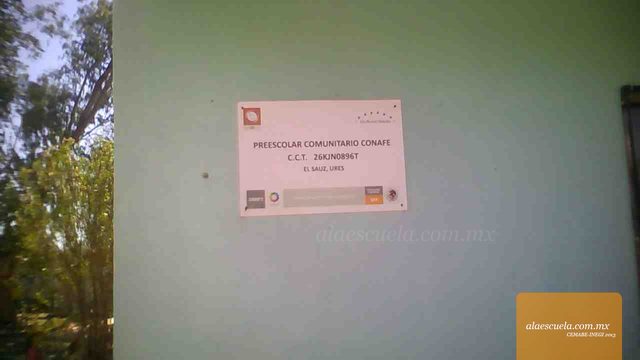 PREESCOLAR COMUNITARIO CONAFE
C.C.T. 26KJN0896T
EL SAUZ, URES
alaescuela.com.mx
alaescuela.com.mx
CEMABE-INEGI 2013